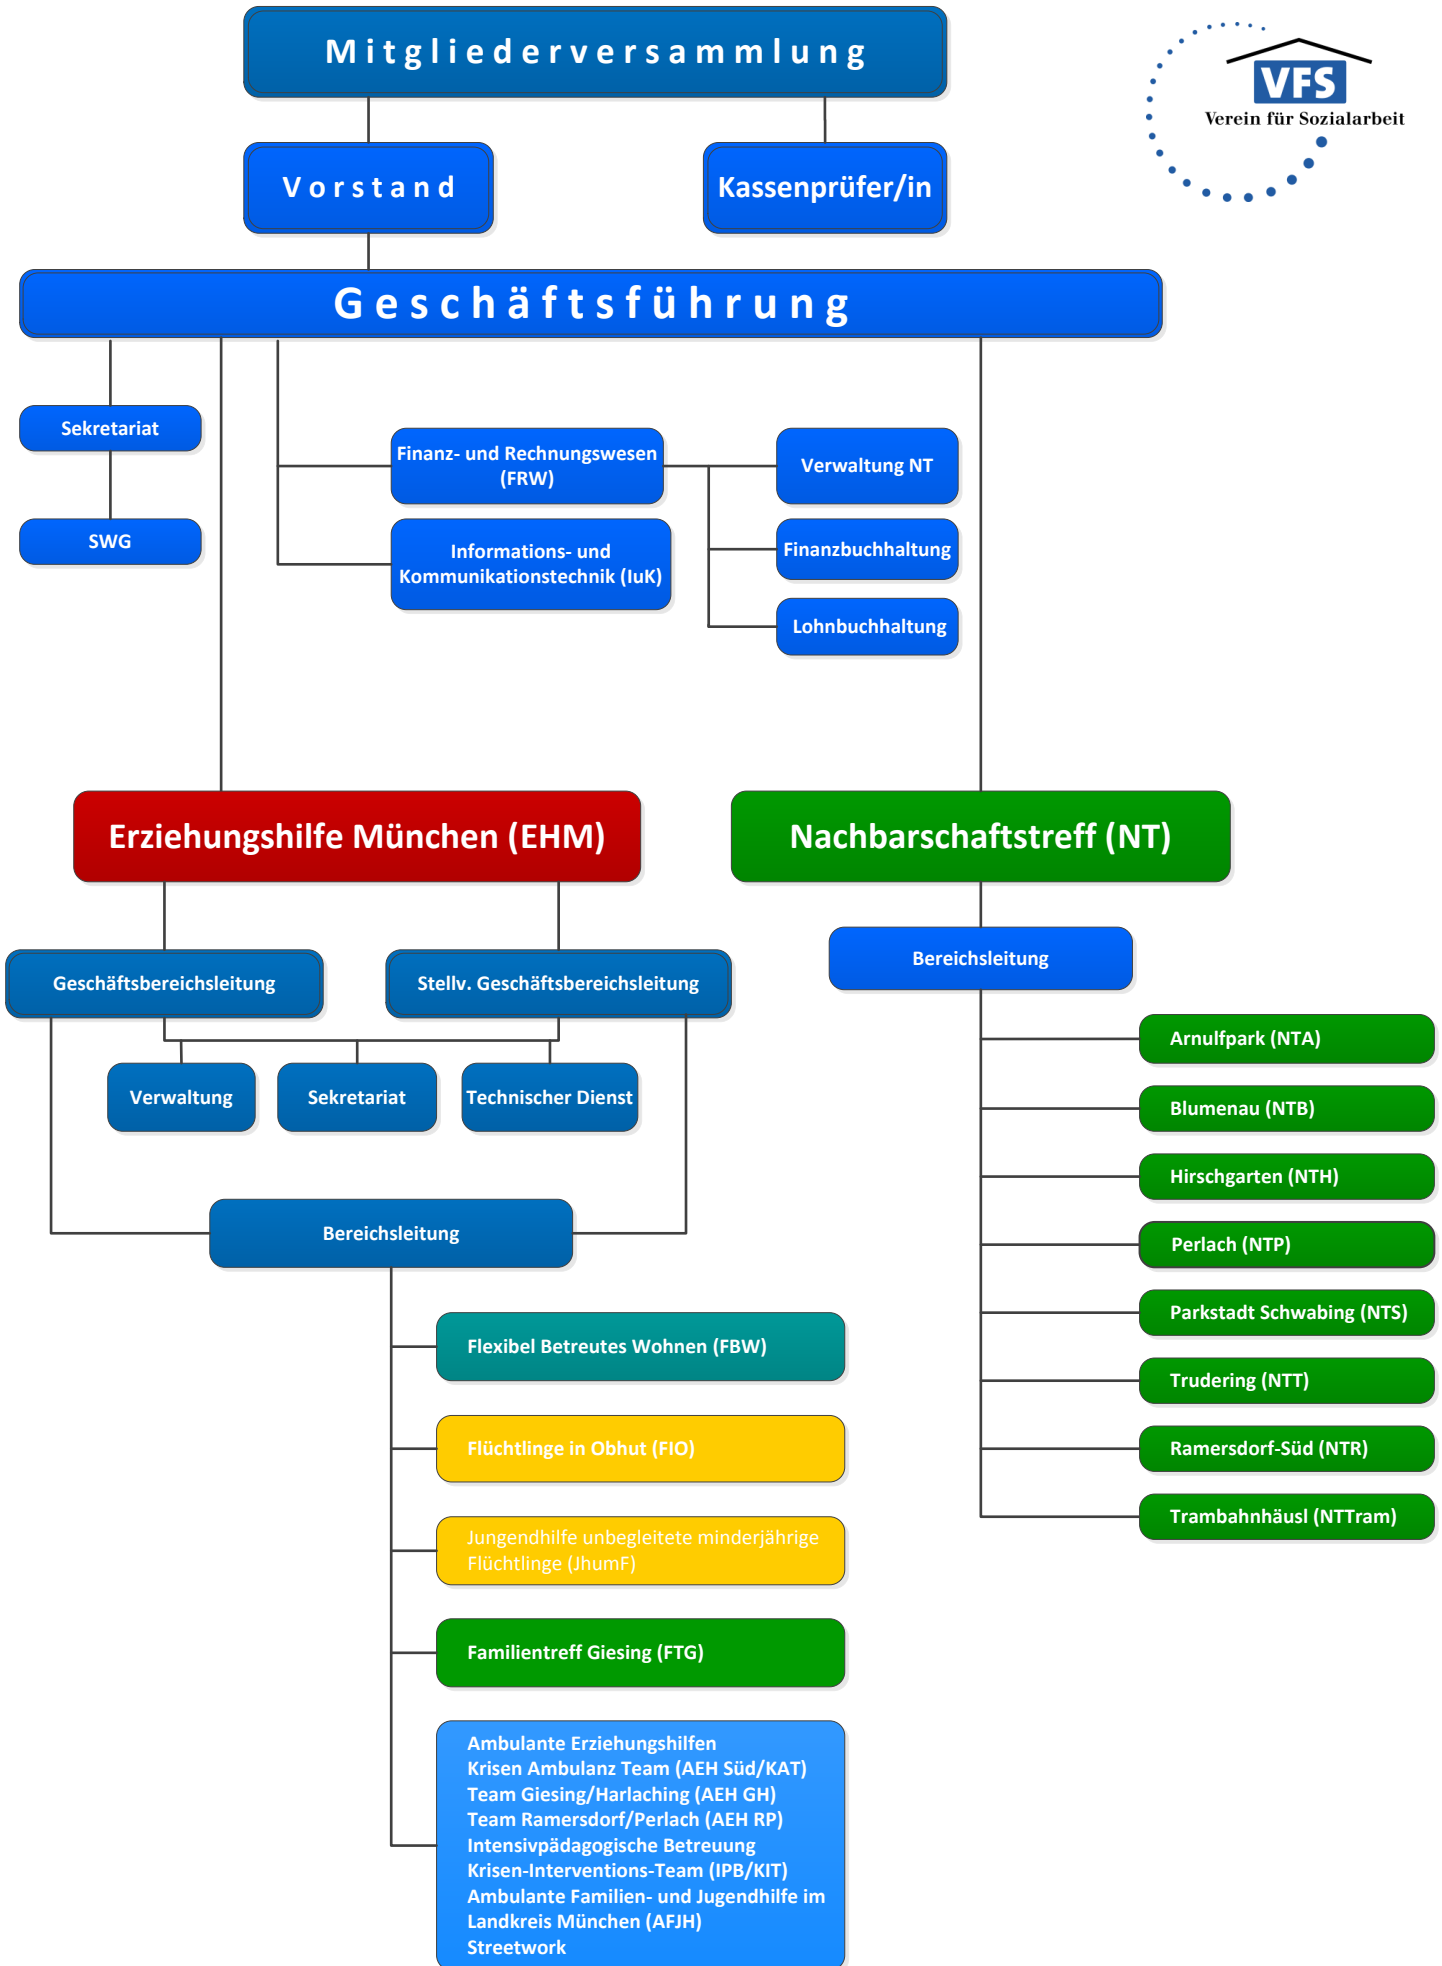 Mitgliederversammlung
VFS
Verein für Sozialarbeit
Vorstand
Kassenprüfer/in
Geschäftsführung
Sekretariat
SWG
Finanz- und Rechnungswesen
(FRW)
Informations- und
Kommunikationstechnik (IuK)
Verwaltung NT
Finanzbuchhaltung
Lohnbuchhaltung
Erziehungshilfe München (EHM)
Geschäftsbereichsleitung
Stellv. Geschäftsbereichsleitung
Verwaltung
Sekretariat
Technischer Dienst
Bereichsleitung
Flexibel Betreutes Wohnen (FBW)
Flüchtlinge in Obhut (FIO)
Jungendhilfe unbegleitete minderjährige
Flüchtlinge (JhumF)
Familientreff Giesing (FTG)
Ambulante Erziehungshilfen
Krisen Ambulanz Team (AEH Süd/KAT)
Team Giesing/Harlaching (AEH GH)
Team Ramersdorf/Perlach (AEH RP)
Intensivpädagogische Betreuung
Krisen-Interventions-Team (IPB/KIT)
Ambulante Familien- und Jugendhilfe im
Landkreis München (AFJH)
Streetwork
Nachbarschaftstreff (NT)
Bereichsleitung
Arnulfpark (NTA)
Blumenau (NTB)
Hirschgarten (NTH)
Perlach (NTP)
Parkstadt Schwabing (NTS)
Trudering (NTT)
Ramersdorf-Süd (NTR)
Trambahnhäusl (NTTram)